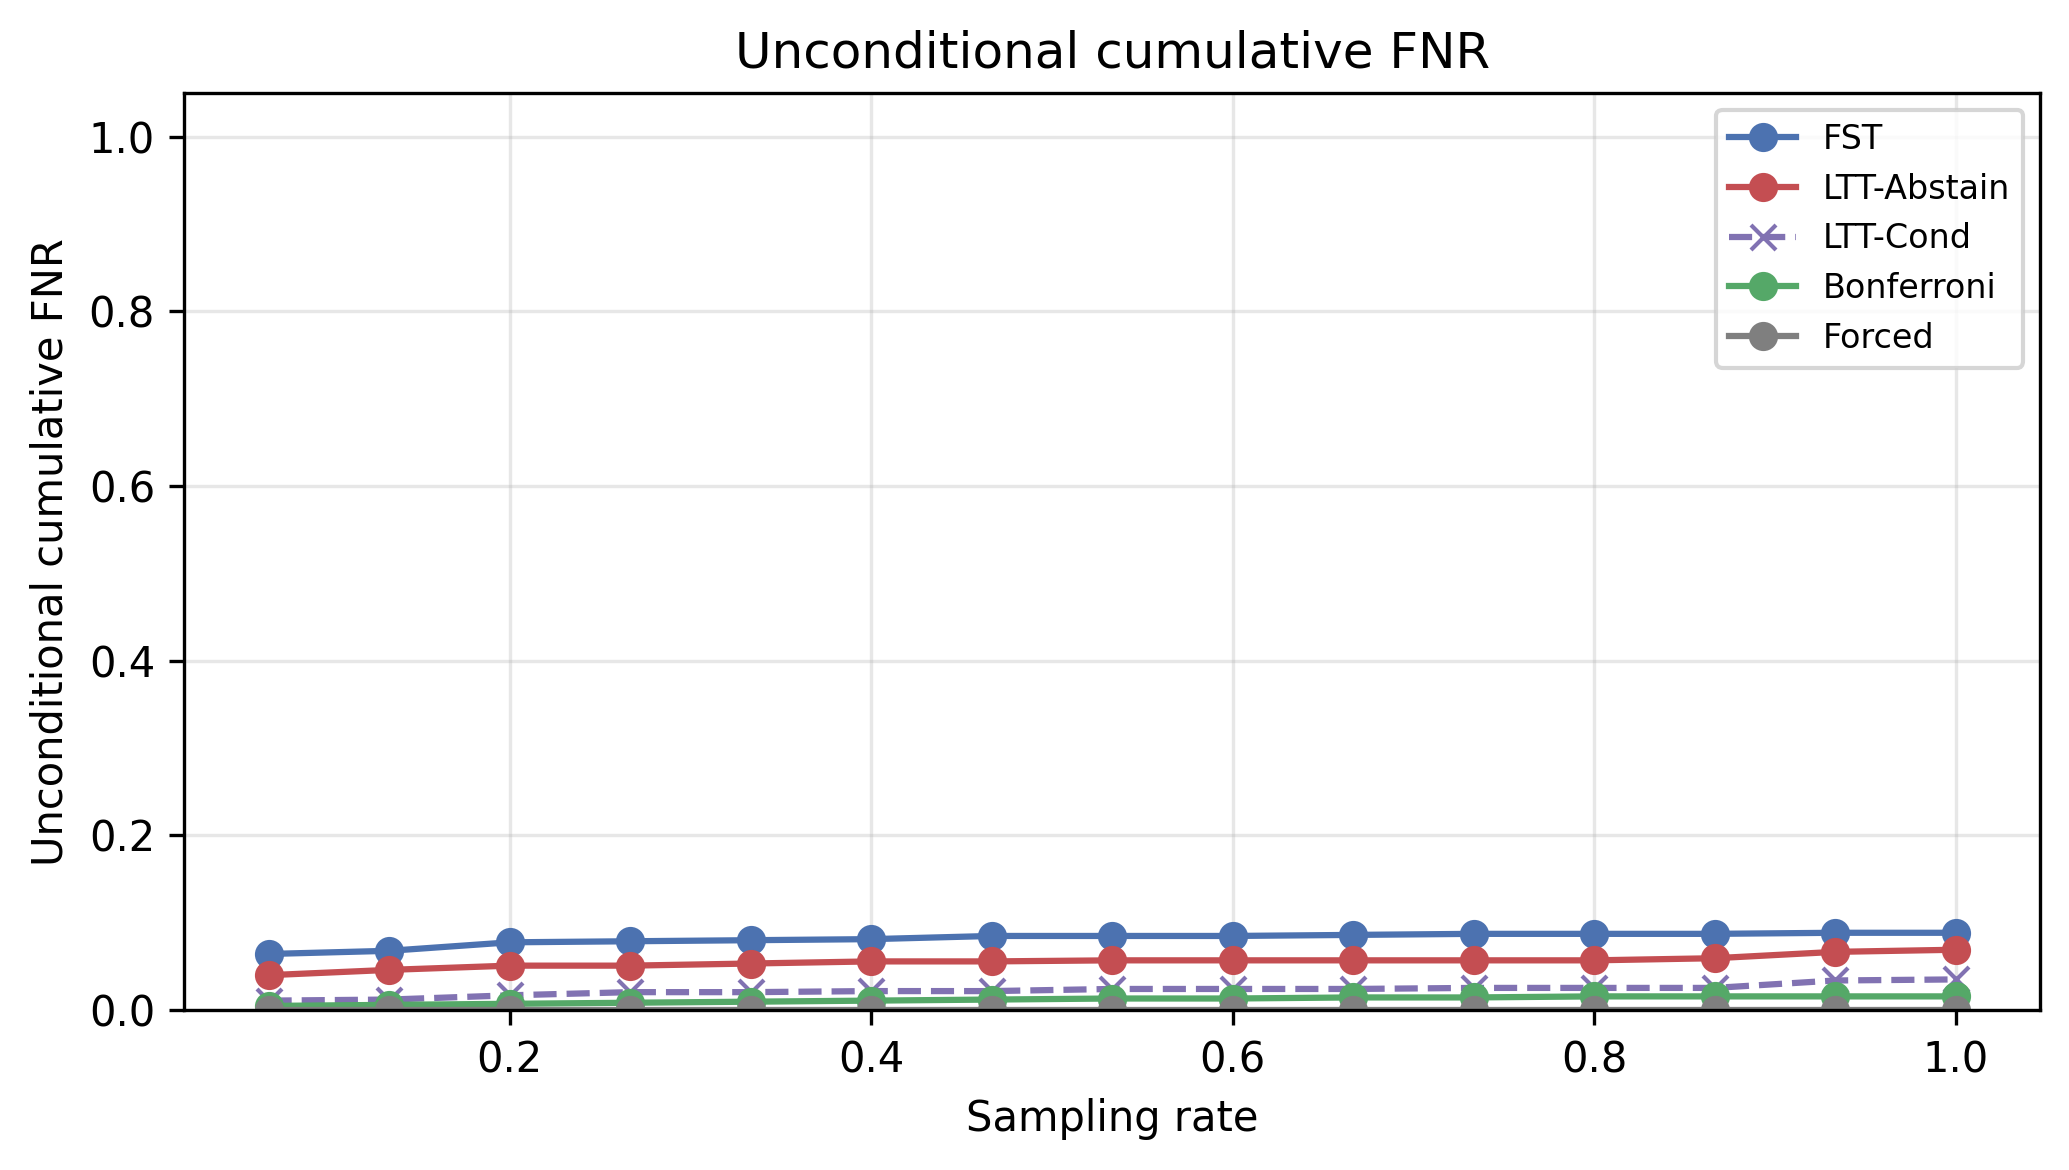 Unconditional cumulative FNR
Unconditional cumulative FNR
1.0
0.8
0.6
0.4
0.2
0.0
FST
LTT-Abstain
LTT-Cond
Bonferroni
Forced
0.2 0.4 0.6 0.8 1.0
Sampling rate